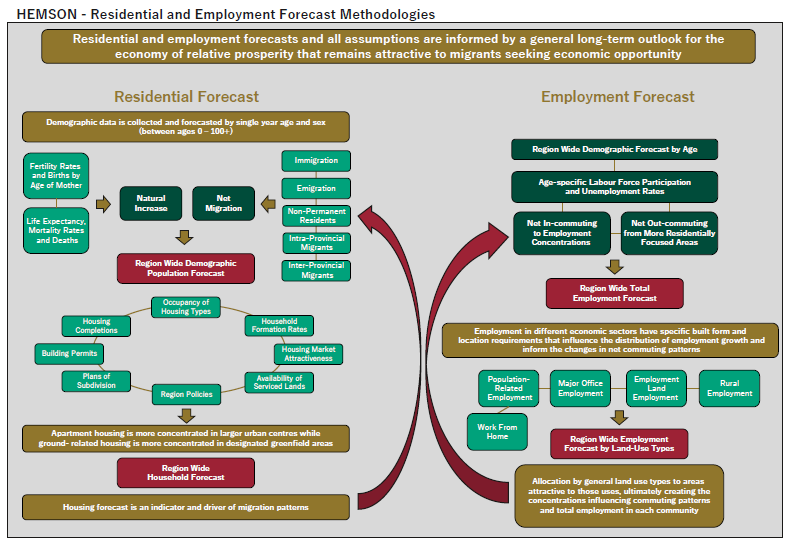 HEMSON - Residential and Employment Forecast Methodologies
Residential and employment forecasts and all assumptions are informed by a general long-term outlook for the
economy of relative prosperity that remains attractive to migrants seeking economic opportunity
Residential Forecast
Demographic data is collected and forecasted by single year age and sex
(between ages 0 – 100+)
Fertility Rates
and Births by
Age of Mother
Life Expectancy,
Mortality Rates
and Deaths
Natural
Increase
Net
Migration
Immigration
Emigration
Non-Permanent
Residents
Intra-Provincial
Migrants
Inter-Provincial
Migrants
Region Wide Demographic
Population Forecast
Occupancy of
Housing Types
Housing
Completions
Household
Formation Rates
Building Permits
Housing Market
Attractiveness
Plans of
Subdivision
Availability of
Serviced Lands
Region Policies
Apartment housing is more concentrated in larger urban centres while
ground- related housing is more concentrated in designated greenfield areas
Region Wide
Household Forecast
Housing forecast is an indicator and driver of migration patterns
Employment Forecast
Region Wide Demographic Forecast by Age
Age-specific Labour Force Participation
and Unemployment Rates
Net In-commuting
to Employment
Concentrations
Net Out-commuting
from More Residentially
Focused Areas
Region Wide Total
Employment Forecast
Employment in different economic sectors have specific built form and
location requirements that influence the distribution of employment growth and
inform the changes in net commuting patterns
Population-
Related
Employment
Major Office
Employment
Employment
Land
Employment
Rural
Employment
Work From
Home
Region Wide Employment
Forecast by Land-Use Types
Allocation by general land use types to areas
attractive to those uses, ultimately creating the
concentrations influencing commuting patterns
and total employment in each community